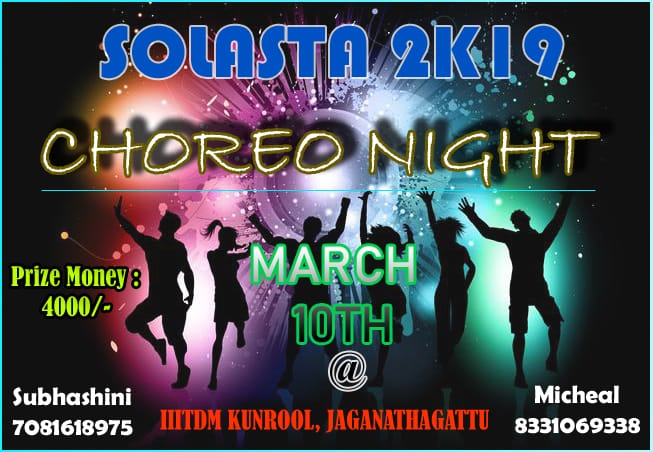 SOLASTA 2K19
CHOREO NIGHT
MARCH
10TH
@
Prize Money :
4000/-
Subhashini
7081618975
IIITDM KUNROOL, JAGANATHAGATTU
Micheal
8331069338